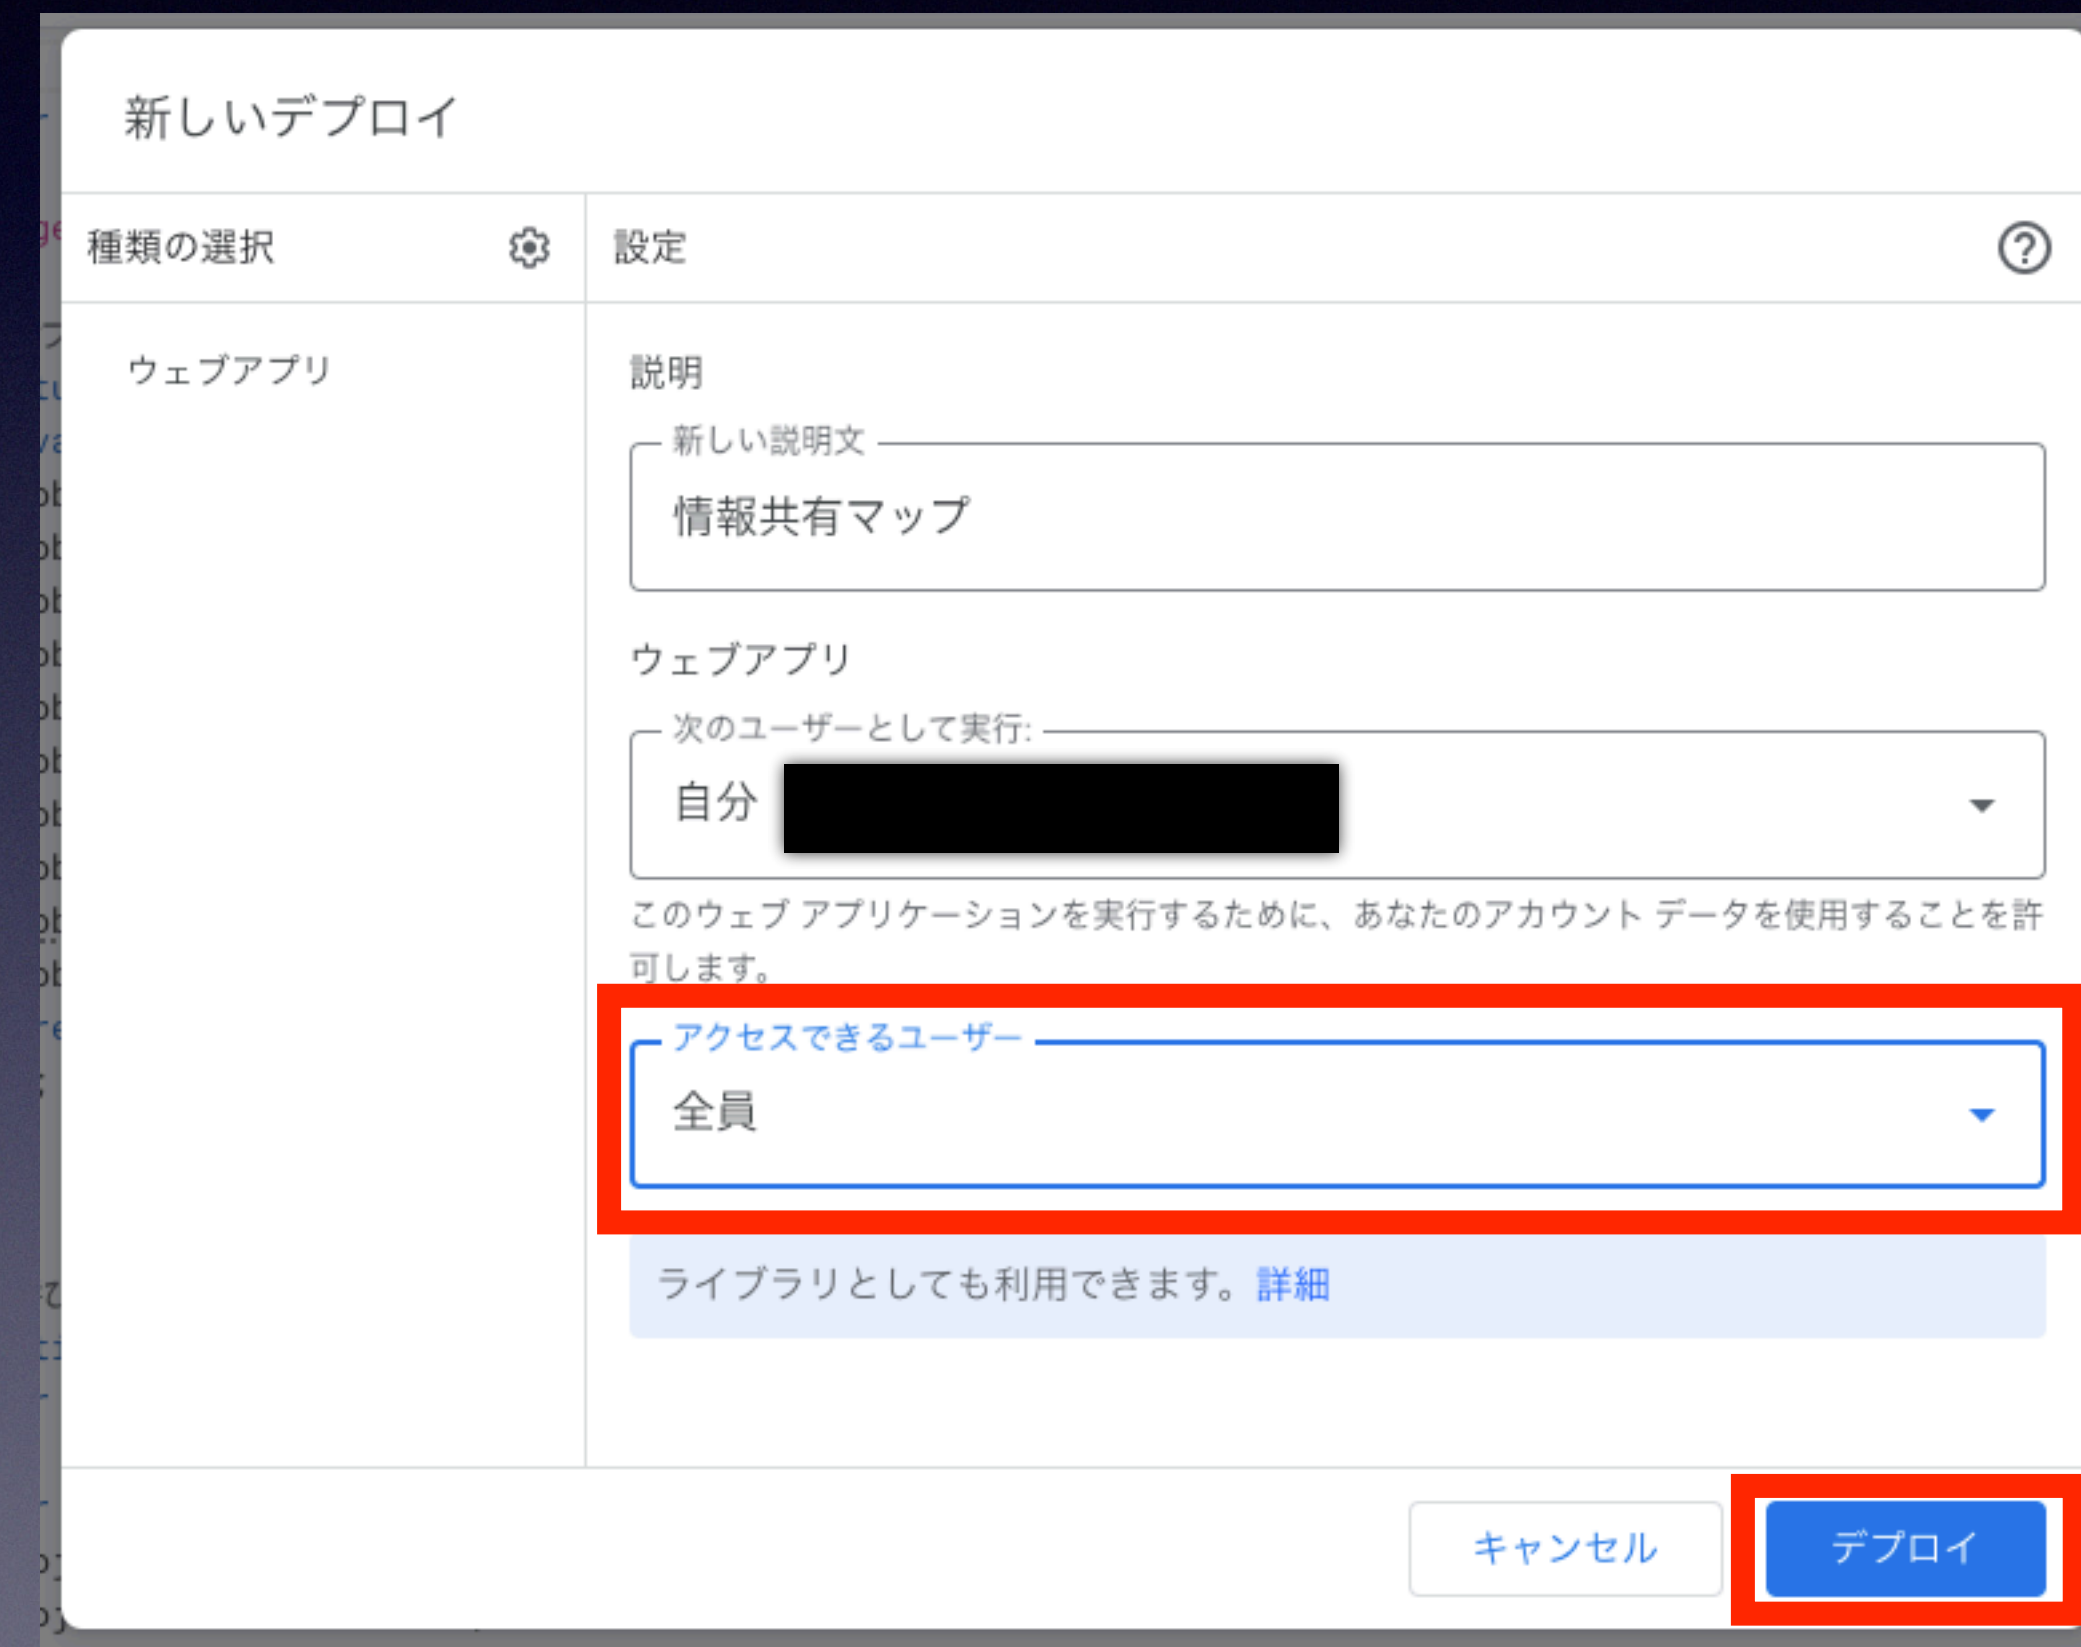 新しいデプロイ
種類の選択
設定
ウェブアプリ
説明
新しい説明文
情報共有マップ
ウェブアプリ
次のユーザーとして実行:
自分
このウェブ アプリケーションを実行するために、あなたのアカウント データを使用することを許
可します。
アクセスできるユーザー
全員
ライブラリとしても利用できます。詳細
キャンセル
デプロイ